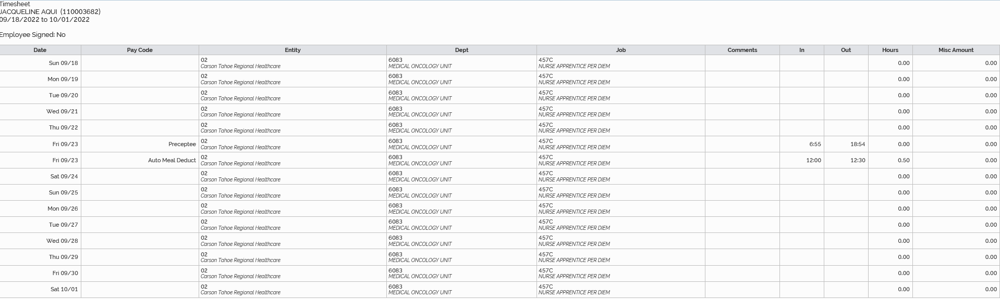 Timesheet
JACQUELINE AQUI (110003682)
09/18/2022 to 10/01/2022
Employee Signed: No
Date Pay Code Entity Dept Job Comments In Out Hours Misc Amount
Sun 09/18 02 6083 457C 0.00 0.00
Carson Tahoe Regional Healthcare MEDICAL ONCOLOGY UNIT NURSE APPRENTICE PER DIEM
Mon 09/19 02 6083 457C 0.00 0.00
Carson Tahoe Regional Healthcare MEDICAL ONCOLOGY UNIT NURSE APPRENTICE PER DIEM
Tue 09/20 02 6083 457C 0.00 0.00
Carson Tahoe Regional Healthcare MEDICAL ONCOLOGY UNIT NURSE APPRENTICE PER DIEM
Wed 09/21 02 6083 457C 0.00 0.00
Carson Tahoe Regional Healthcare MEDICAL ONCOLOGY UNIT NURSE APPRENTICE PER DIEM
Thu 09/22 02 6083 457C 0.00 0.00
Carson Tahoe Regional Healthcare MEDICAL ONCOLOGY UNIT NURSE APPRENTICE PER DIEM
Fri 09/23 Preceptee 02 6083 457C 6:55 18:54 0.00 0.00
Carson Tahoe Regional Healthcare MEDICAL ONCOLOGY UNIT NURSE APPRENTICE PER DIEM
Fri 09/23 Auto Meal Deduct 02 6083 457C 12:00 12:30 0.50 0.00
Carson Tahoe Regional Healthcare MEDICAL ONCOLOGY UNIT NURSE APPRENTICE PER DIEM
Sat 09/24 02 6083 457C 0.00 0.00
Carson Tahoe Regional Healthcare MEDICAL ONCOLOGY UNIT NURSE APPRENTICE PER DIEM
Sun 09/25 02 6083 457C 0.00 0.00
Carson Tahoe Regional Healthcare MEDICAL ONCOLOGY UNIT NURSE APPRENTICE PER DIEM
Mon 09/26 02 6083 457C 0.00 0.00
Carson Tahoe Regional Healthcare MEDICAL ONCOLOGY UNIT NURSE APPRENTICE PER DIEM
Tue 09/27 02 6083 457C 0.00 0.00
Carson Tahoe Regional Healthcare MEDICAL ONCOLOGY UNIT NURSE APPRENTICE PER DIEM
Wed 09/28 02 6083 457C 0.00 0.00
Carson Tahoe Regional Healthcare MEDICAL ONCOLOGY UNIT NURSE APPRENTICE PER DIEM
Thu 09/29 02 6083 457C 0.00 0.00
Carson Tahoe Regional Healthcare MEDICAL ONCOLOGY UNIT NURSE APPRENTICE PER DIEM
Fri 09/30 02 6083 457C 0.00 0.00
Carson Tahoe Regional Healthcare MEDICAL ONCOLOGY UNIT NURSE APPRENTICE PER DIEM
Sat 10/01 02 6083 457C 0.00 0.00
Carson Tahoe Regional Healthcare MEDICAL ONCOLOGY UNIT NURSE APPRENTICE PER DIEM